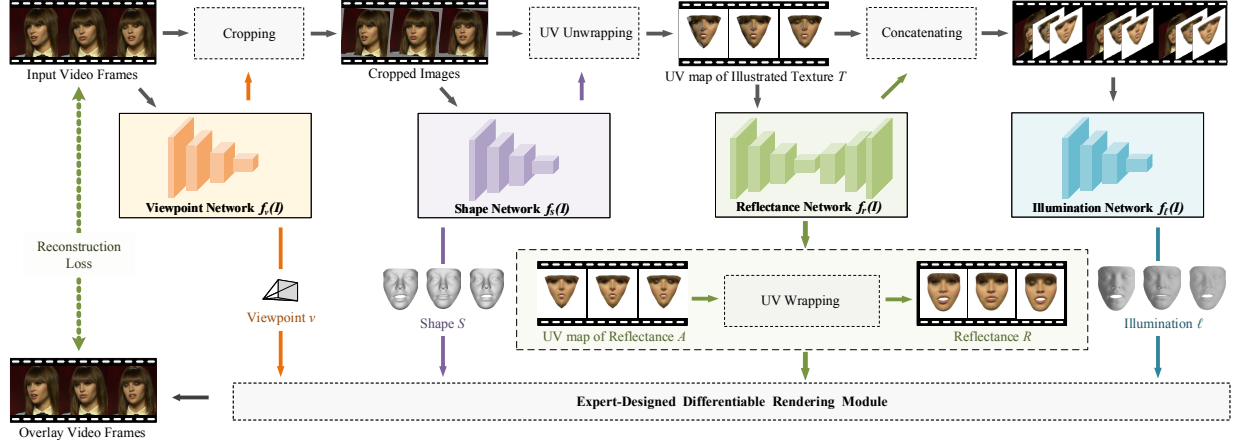 Cropping
UV Unwrapping
Concatenating
Input Video Frames
Cropped Images
UV map of Illustrated Texture T
Viewpoint Network fᵥ(I)
Shape Network fₛ(I)
Reflectance Network fᵣ(I)
Illumination Network f_ℓ(I)
Reconstruction
Loss
UV Wrapping
Viewpoint v
Shape S
UV map of Reflectance A
Reflectance R
Illumination ℓ
Expert-Designed Differentiable Rendering Module
Overlay Video Frames